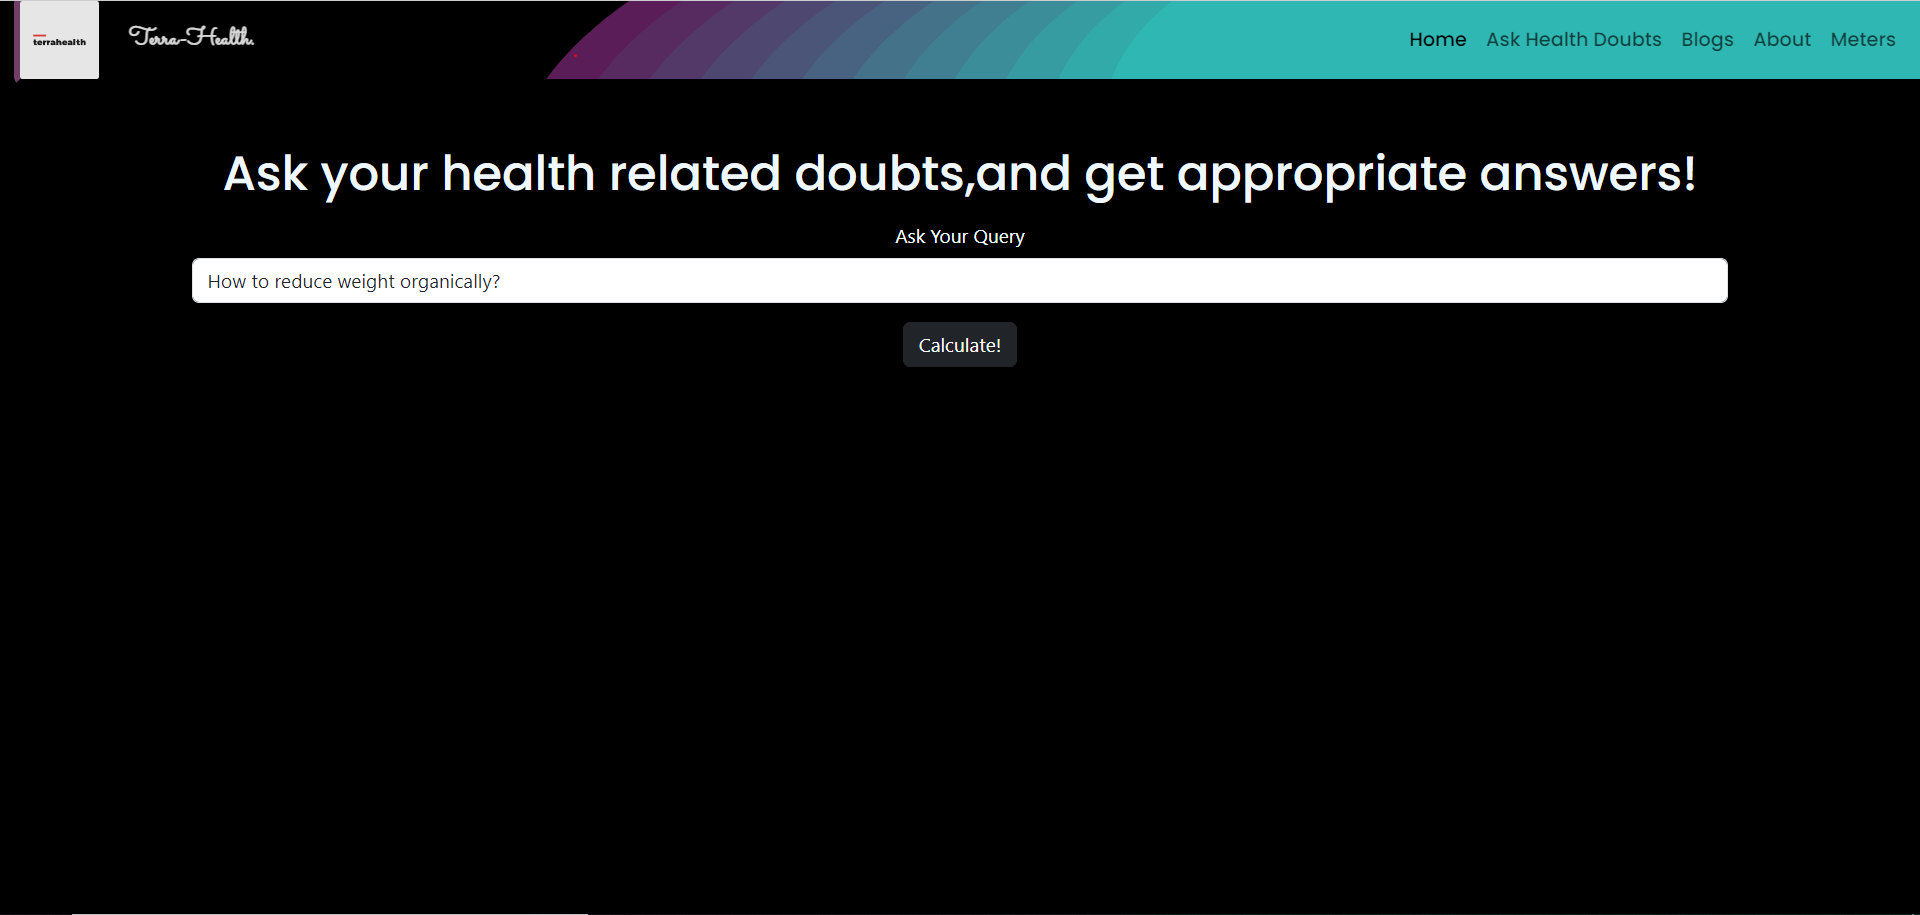 terrahealth
Terra-Health.
Home Ask Health Doubts Blogs About Meters
Ask your health related doubts,and get appropriate answers!
Ask Your Query
How to reduce weight organically?
Calculate!